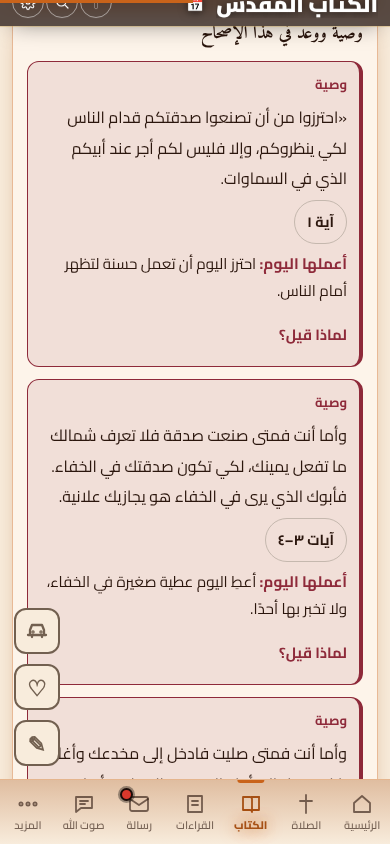 الكتاب المقدس
17
وصية ووعد في هذا الإصحاح
وصية
«احترزوا من أن تصنعوا صدقتكم قدام الناس
لكي ينظروكم، وإلا فليس لكم أجر عند أبيكم
الذي في السماوات.
آية ١
أعملها اليوم: احترز اليوم أن تعمل حسنة لتظهر
أمام الناس.
لماذا قيل؟
وصية
وأما أنت فمتى صنعت صدقة فلا تعرف شمالك
ما تفعل يمينك، لكي تكون صدقتك في الخفاء.
فأبوك الذي يرى في الخفاء هو يجازيك علانية.
آيات ٣–٤
أعملها اليوم: أعطِ اليوم عطية صغيرة في الخفاء،
ولا تخبر بها أحدًا.
لماذا قيل؟
وصية
وأما أنت فمتى صليت فادخل إلى مخدعك
الرئيسية
الصلاة
الكتاب
القراءات
رسالة
صوت الله
المزيد